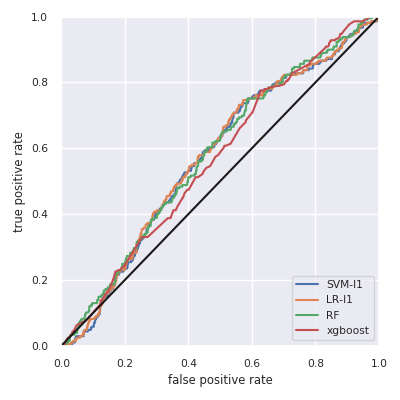 1.0
0.8
0.6
0.4
0.2
0.0
true positive rate
SVM-l1
LR-l1
RF
xgboost
0.0 0.2 0.4 0.6 0.8 1.0
false positive rate